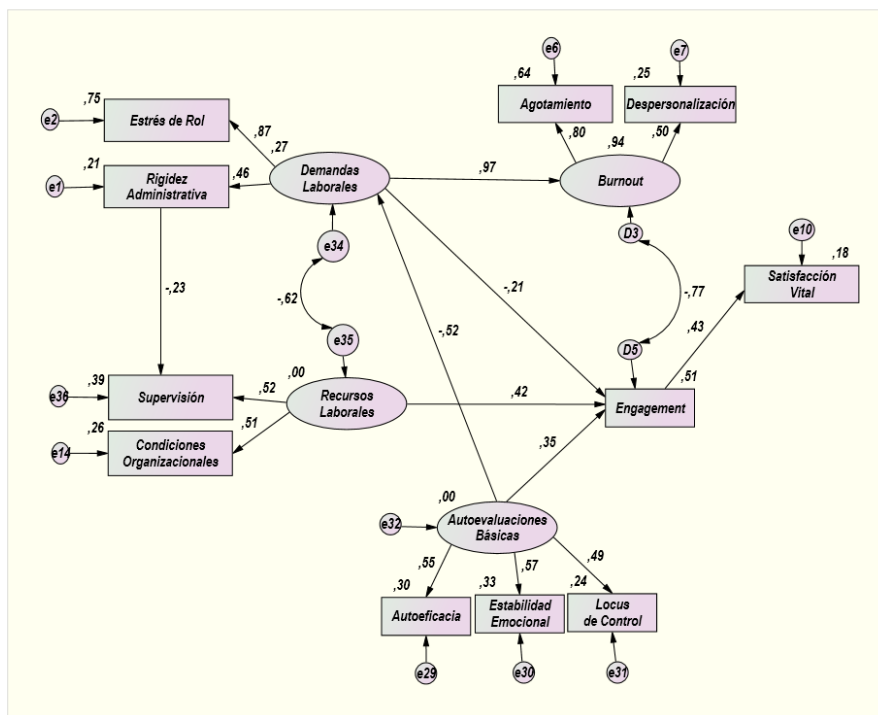 e6
e7
,64
,25
Agotamiento
Despersonalización
,75
e2
Estrés de Rol
,80
,50
,94
,87
,27
,21
e1
Rigidez
Administrativa
,46
Demandas
Laborales
,97
Burnout
D3
e10
,18
Satisfacción
Vital
e34
-,62
-,21
-,77
-,23
-,52
,43
e35
D5
,39
,00
,51
e36
Supervisión
,52
Recursos
Laborales
,42
Engagement
,26
,51
e14
Condiciones
Organizacionales
,35
,00
e32
Autoevaluaciones
Básicas
,55
,57
,49
,30
,33
,24
Autoeficacia
Estabilidad
Emocional
Locus
de Control
e29
e30
e31